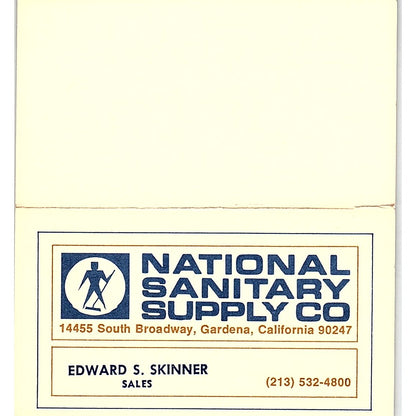 NATIONAL
SANITARY
SUPPLY CO
14455 South Broadway, Gardena, California 90247
EDWARD S. SKINNER
SALES
(213) 532-4800